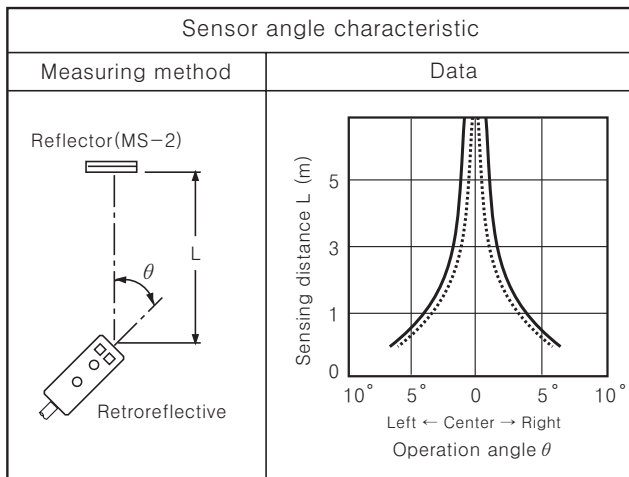 Sensor angle characteristic
Measuring method
Data
Reflector(MS-2)
L
θ
Retroreflective
Sensing distance L (m)
5
3
1
0
10° 5° 0 5° 10°
Left ← Center → Right
Operation angle θ